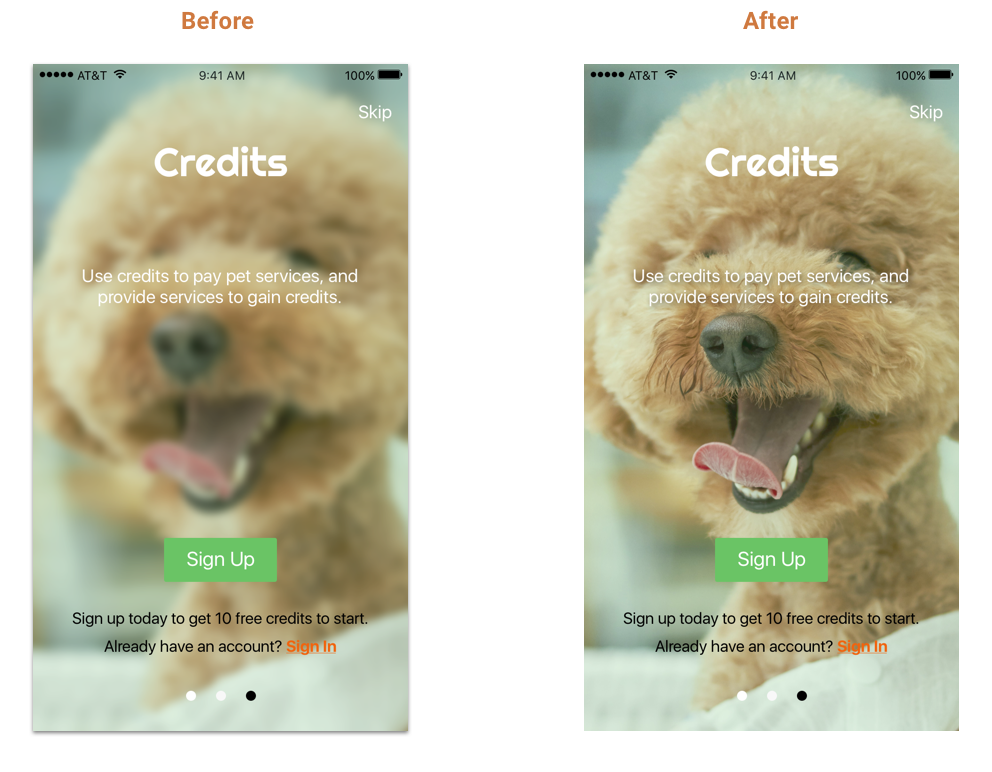 Before
AT&T
9:41 AM
100%
Skip
Credits
Use credits to pay pet services, and
provide services to gain credits.
Sign Up
Sign up today to get 10 free credits to start.
Already have an account? Sign In
After
AT&T
9:41 AM
100%
Skip
Credits
Use credits to pay pet services, and
provide services to gain credits.
Sign Up
Sign up today to get 10 free credits to start.
Already have an account? Sign In